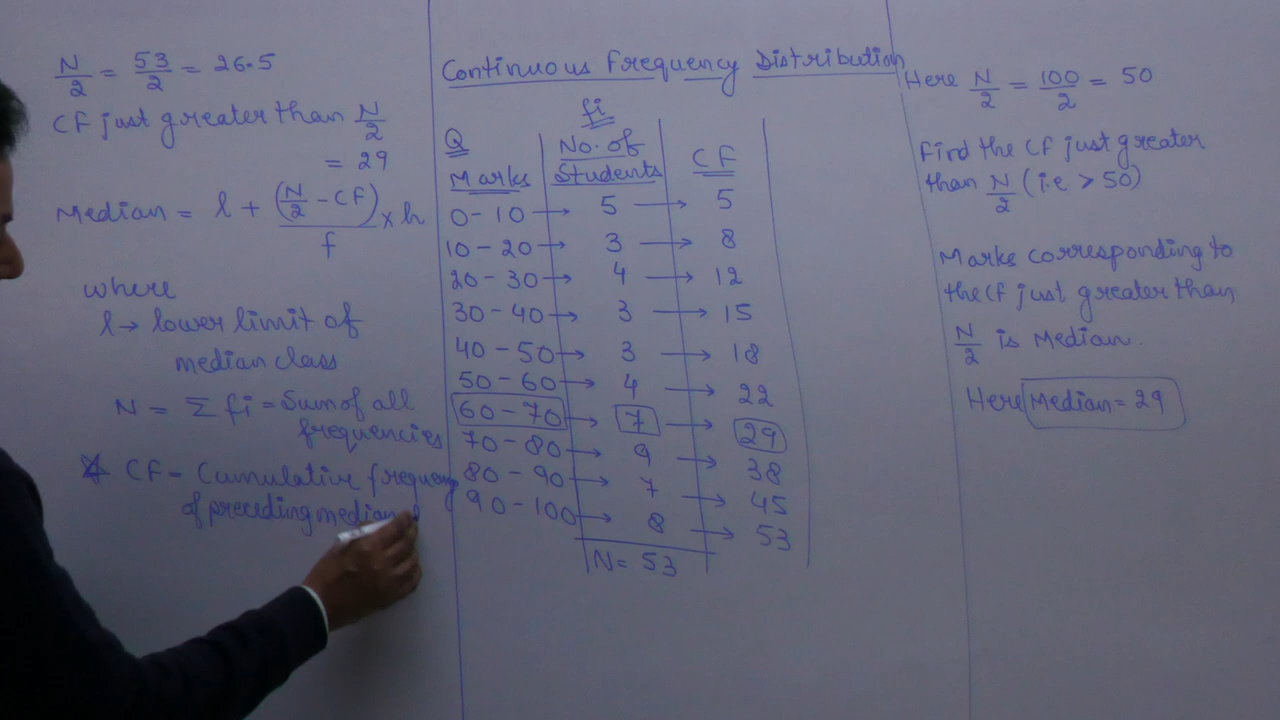 N/2 = 53/2 = 26.5
CF just greater than N/2
= 29
Median = l + (N/2 - CF)/f × h
where
l → lower limit of
median class
N = Σ fi = Sum of all
frequencies
CF = Cumulative frequency
of preceding median
Continuous Frequency Distribution
fi
Q No. of
Marks Students CF
0-10 → 5 → 5
10-20 → 3 → 8
20-30 → 4 → 12
30-40 → 3 → 15
40-50 → 3 → 18
50-60 → 4 → 22
60-70 → 7 → 29
70-80 → 9 → 38
80-90 → 7 → 45
90-100 → 8 → 53
N = 53
Here N/2 = 100/2 = 50
Find the CF just greater
than N/2 (i.e > 50)
Marks corresponding to
the CF just greater than
N/2 is Median.
Here Median = 29